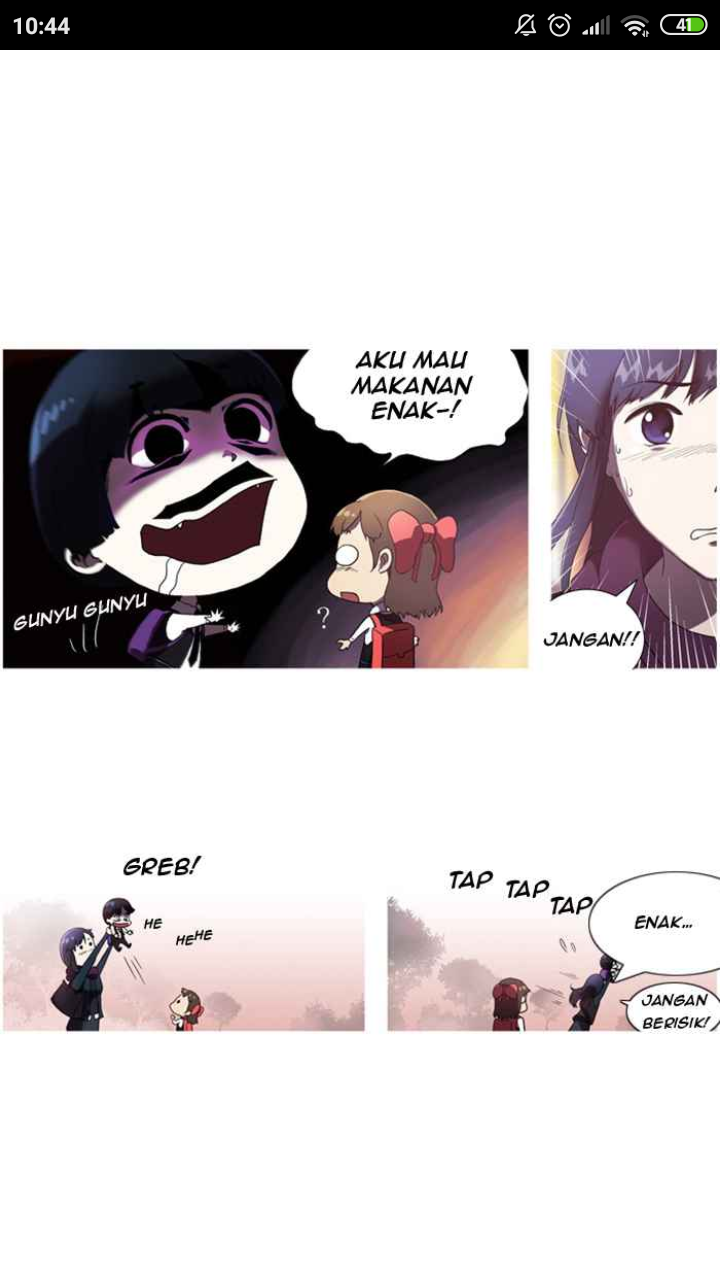 10:44
41
AKU MAU
MAKANAN
ENAK-!
GUNYU GUNYU
?
JANGAN!!
GREB!
HE
HEHE
TAP TAP TAP
ENAK...
JANGAN
BERISIK!